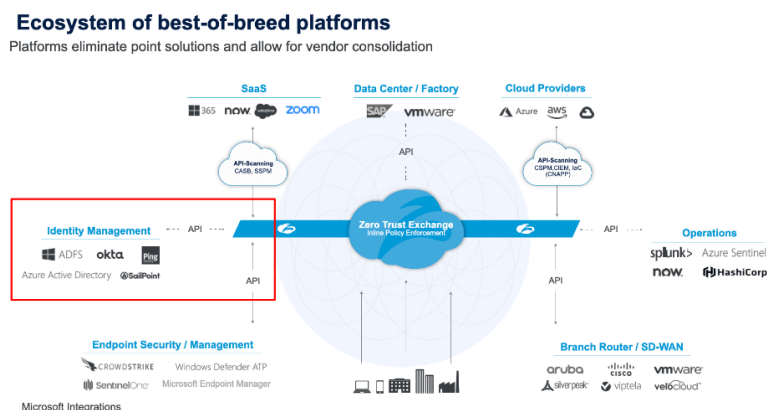 Ecosystem of best-of-breed platforms
Platforms eliminate point solutions and allow for vendor consolidation
SaaS
Data Center / Factory
Cloud Providers
365 now salesforce zoom
SAP vmware
Azure aws
API
API-Scanning
CASB, SSPM
API-Scanning
CSPM,CIEM, IaC
(CNAPP)
Identity Management
API
Zero Trust Exchange
Inline Policy Enforcement
API
Operations
ADFS okta Ping
splunk> Azure Sentinel
Azure Active Directory SailPoint
now. HashiCorp
API
API
Endpoint Security / Management
Branch Router / SD-WAN
CROWDSTRIKE Windows Defender ATP
aruba cisco vmware
SentinelOne Microsoft Endpoint Manager
silver peak viptela velocloud
Microsoft Integrations